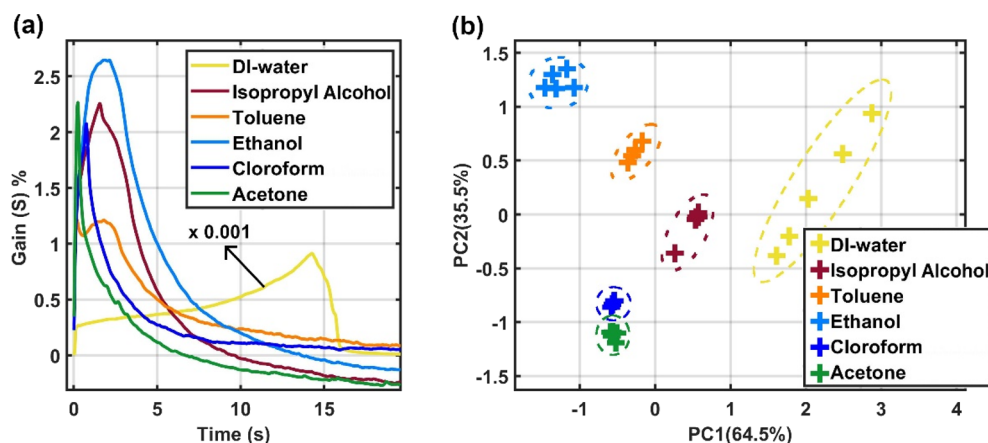 (a)
Gain (S) %
2.5
2
1.5
1
0.5
0
DI-water
Isopropyl Alcohol
Toluene
Ethanol
Cloroform
Acetone
x 0.001
0
5
10
15
Time (s)
(b)
PC2(35.5%)
1.5
1
0.5
0
-0.5
-1
-1.5
DI-water
Isopropyl Alcohol
Toluene
Ethanol
Cloroform
Acetone
-1
0
1
2
3
4
PC1(64.5%)